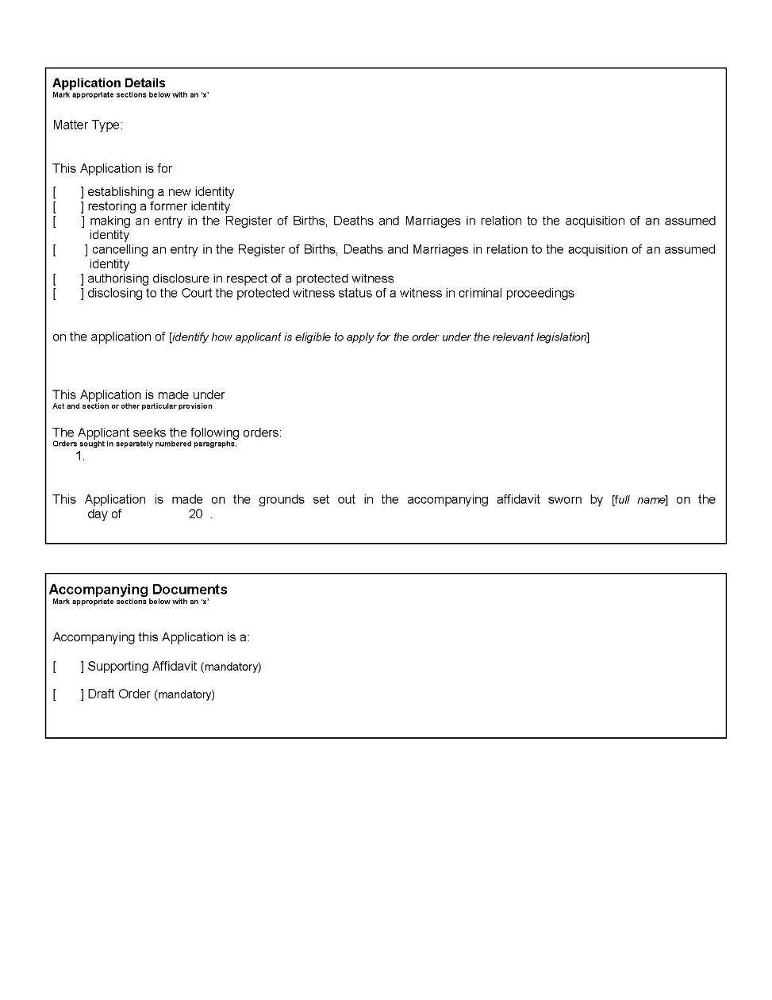 Application Details
Mark appropriate sections below with an 'x'
Matter Type:
This Application is for
[ ] establishing a new identity
[ ] restoring a former identity
[ ] making an entry in the Register of Births, Deaths and Marriages in relation to the acquisition of an assumed
identity
[ ] cancelling an entry in the Register of Births, Deaths and Marriages in relation to the acquisition of an assumed
identity
[ ] authorising disclosure in respect of a protected witness
[ ] disclosing to the Court the protected witness status of a witness in criminal proceedings
on the application of [identify how applicant is eligible to apply for the order under the relevant legislation]
This Application is made under
Act and section or other particular provision
The Applicant seeks the following orders:
Orders sought in separately numbered paragraphs.
1.
This Application is made on the grounds set out in the accompanying affidavit sworn by [full name] on the
day of 20 .
Accompanying Documents
Mark appropriate sections below with an 'x'
Accompanying this Application is a:
[ ] Supporting Affidavit (mandatory)
[ ] Draft Order (mandatory)